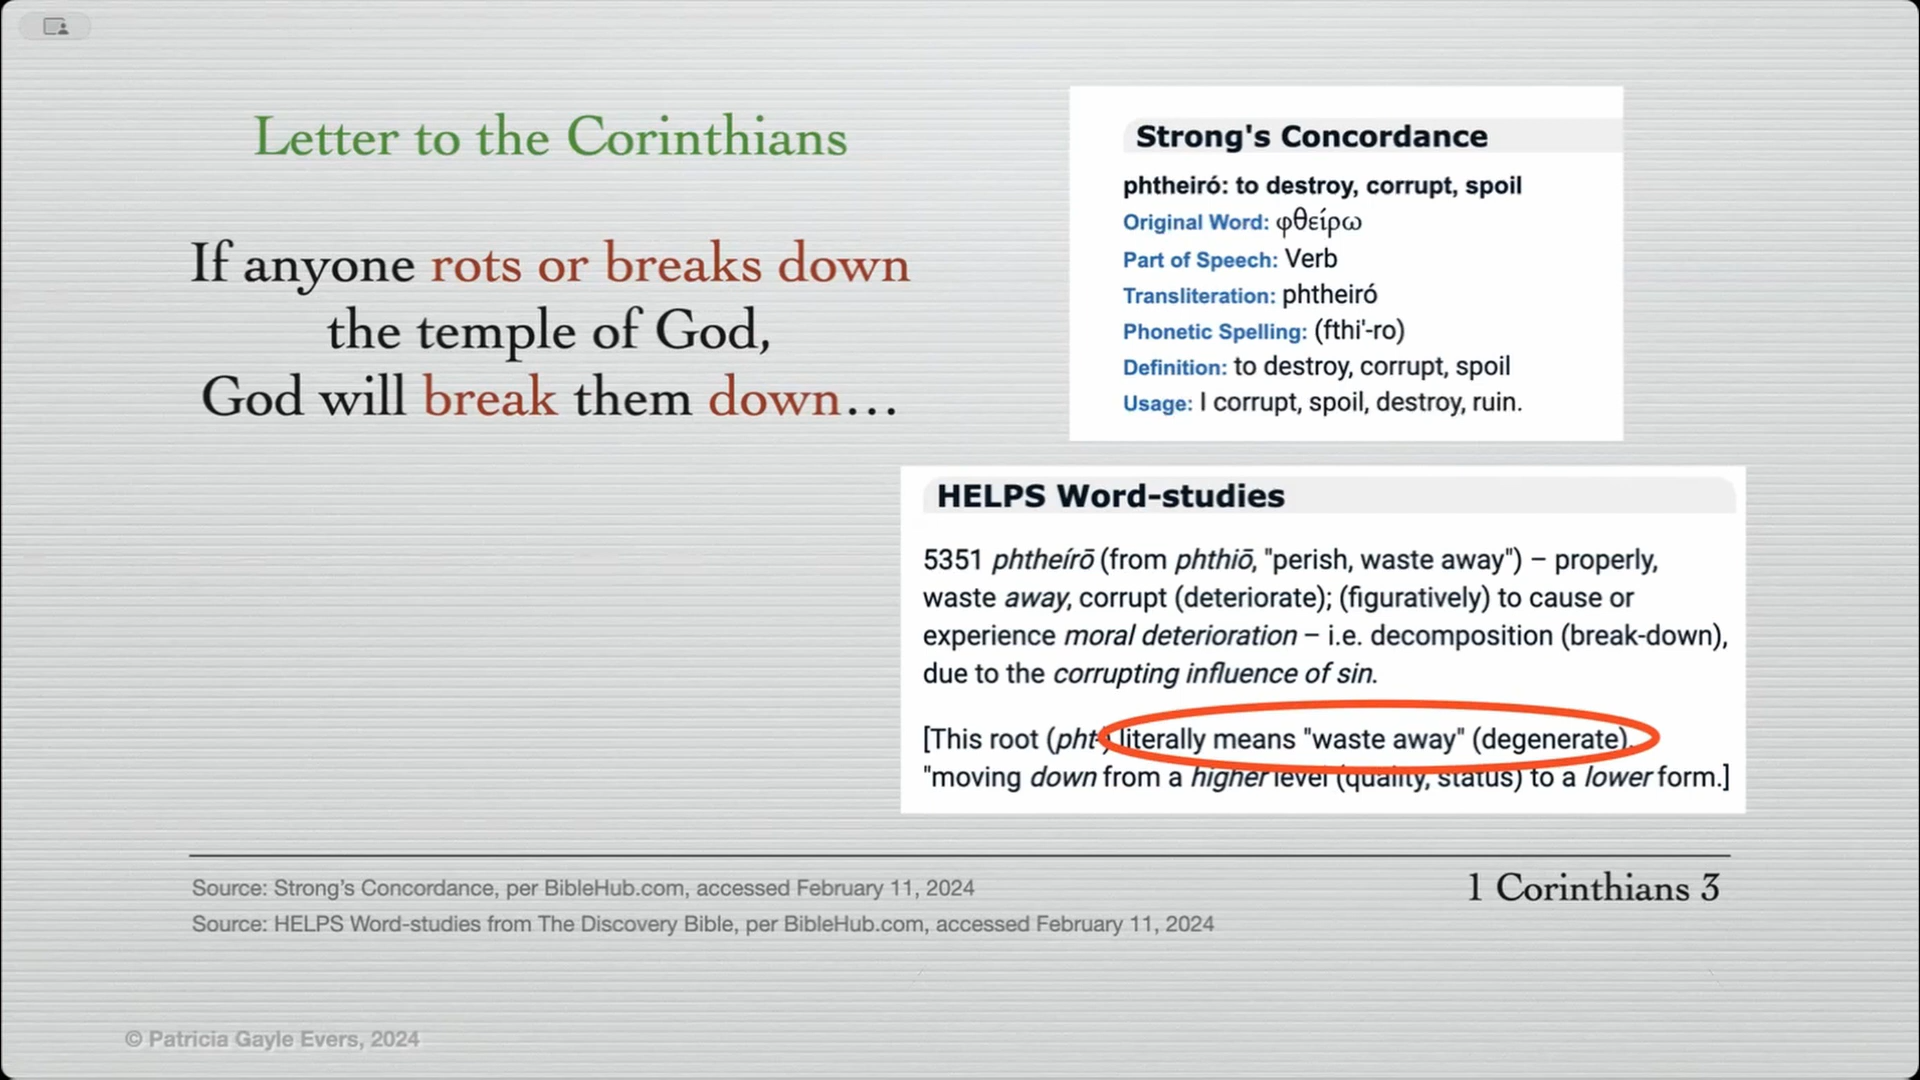 Letter to the Corinthians
If anyone rots or breaks down
the temple of God,
God will break them down...
Strong's Concordance
phtheiró: to destroy, corrupt, spoil
Original Word: φθείρω
Part of Speech: Verb
Transliteration: phtheiró
Phonetic Spelling: (fthi'-ro)
Definition: to destroy, corrupt, spoil
Usage: I corrupt, spoil, destroy, ruin.
HELPS Word-studies
5351 phtheírō (from phthiō, "perish, waste away") – properly,
waste away, corrupt (deteriorate); (figuratively) to cause or
experience moral deterioration – i.e. decomposition (break-down),
due to the corrupting influence of sin.
[This root (pht-) literally means "waste away" (degenerate).
"moving down from a higher level (quality, status) to a lower form.]
Source: Strong's Concordance, per BibleHub.com, accessed February 11, 2024
Source: HELPS Word-studies from The Discovery Bible, per BibleHub.com, accessed February 11, 2024
1 Corinthians 3
© Patricia Gayle Evers, 2024